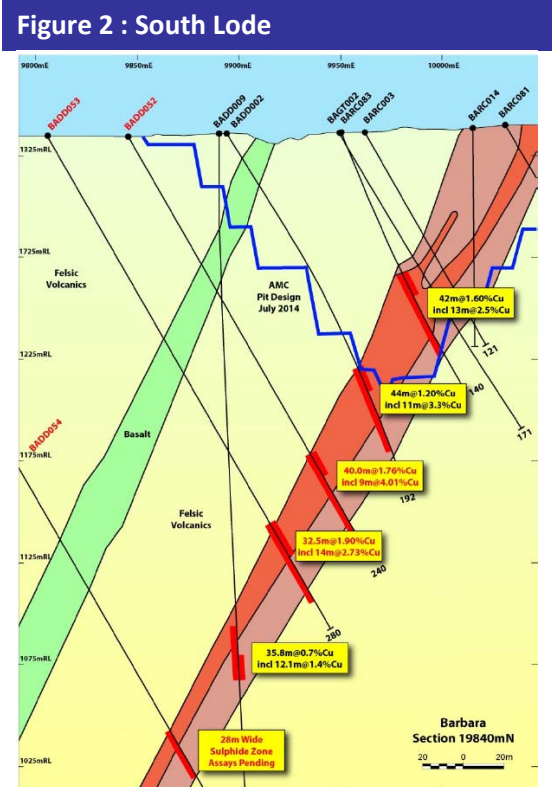 Figure 2 : South Lode
9800mE
9850mE
9900mE
9950mE
10000mE
BADD053
BADD052
BADD009
BADD002
BAGT002
BARC083
BARC003
BARC014
BARC081
1325mRL
1725mRL
1225mRL
1175mRL
1125mRL
1075mRL
1025mRL
Felsic
Volcanics
AMC
Pit Design
July 2014
BADD054
Basalt
Felsic
Volcanics
42m@1.60%Cu
incl 13m@2.5%Cu
121
140
44m@1.20%Cu
incl 11m@3.3%Cu
171
40.0m@1.76%Cu
incl 9m@4.01%Cu
192
32.5m@1.90%Cu
incl 14m@2.73%Cu
240
280
35.8m@0.7%Cu
incl 12.1m@1.4%Cu
28m Wide
Sulphide Zone
Assays Pending
Barbara
Section 19840mN
20 0 20m